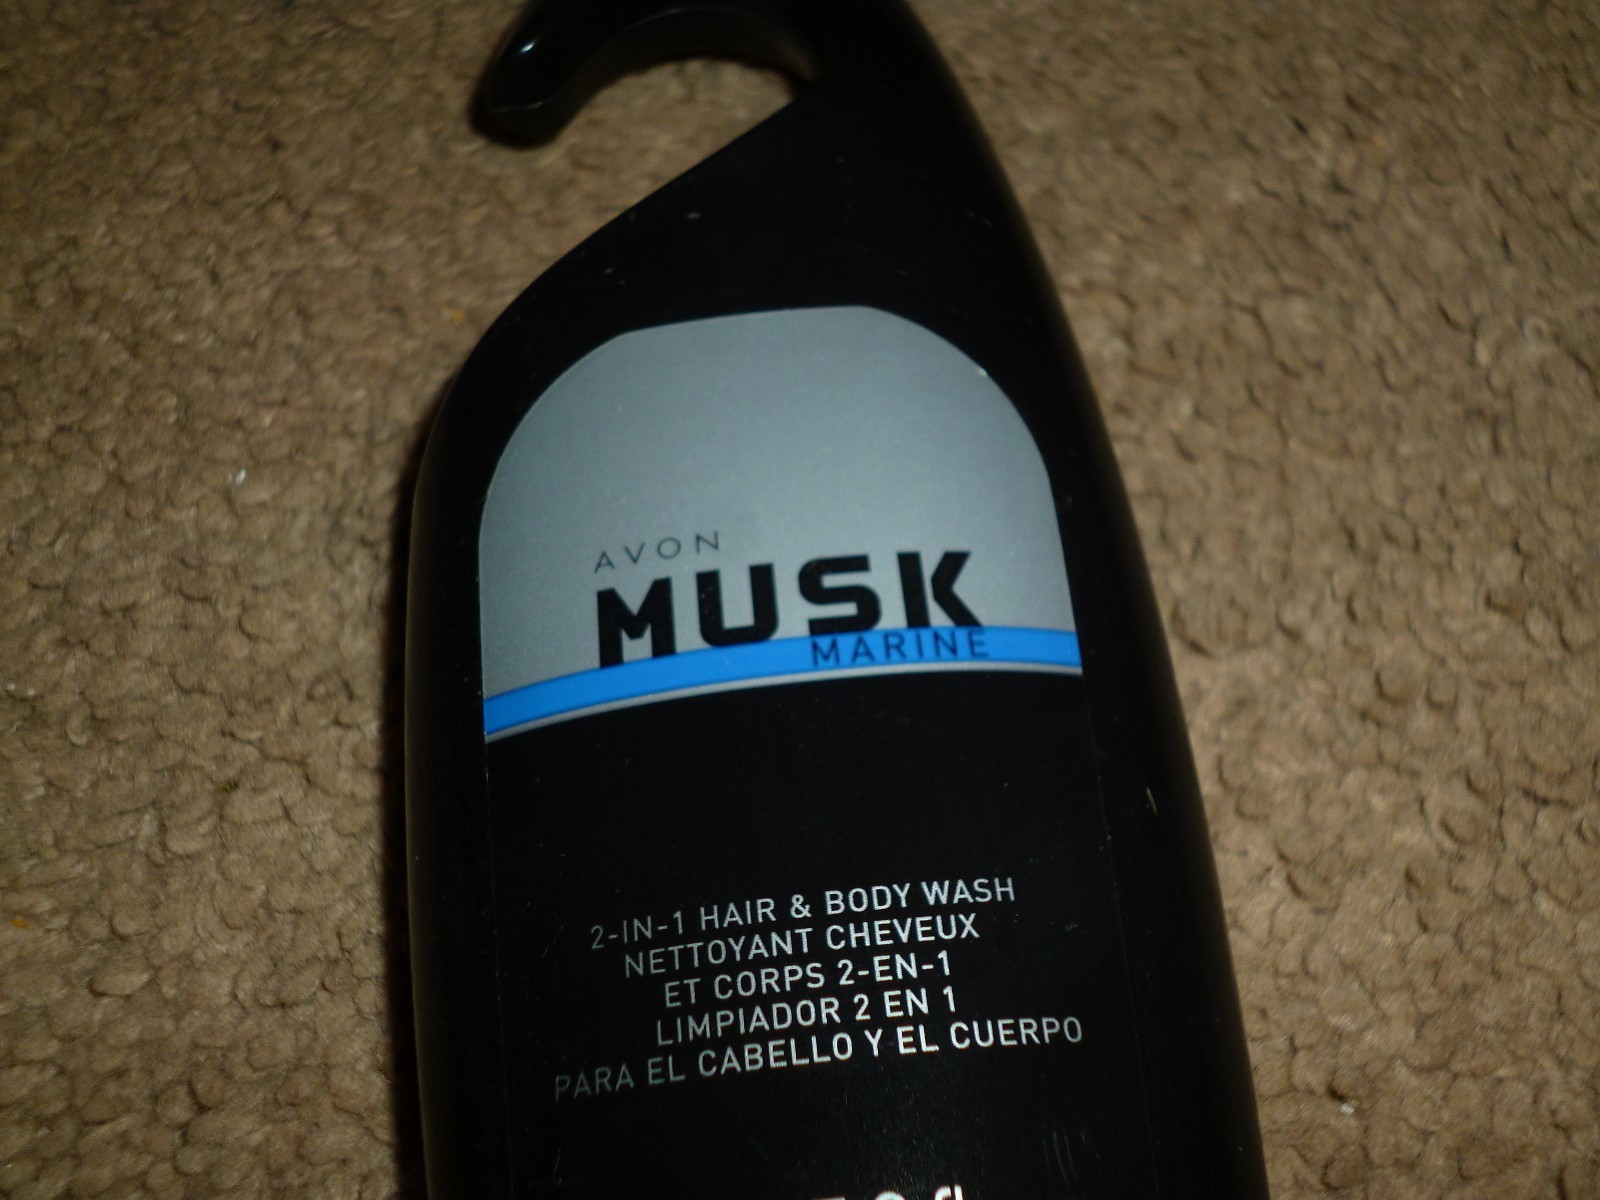 AVON
MUSK
MARINE
2-IN-1 HAIR & BODY WASH
NETTOYANT CHEVEUX
ET CORPS 2-EN-1
LIMPIADOR 2 EN 1
PARA EL CABELLO Y EL CUERPO